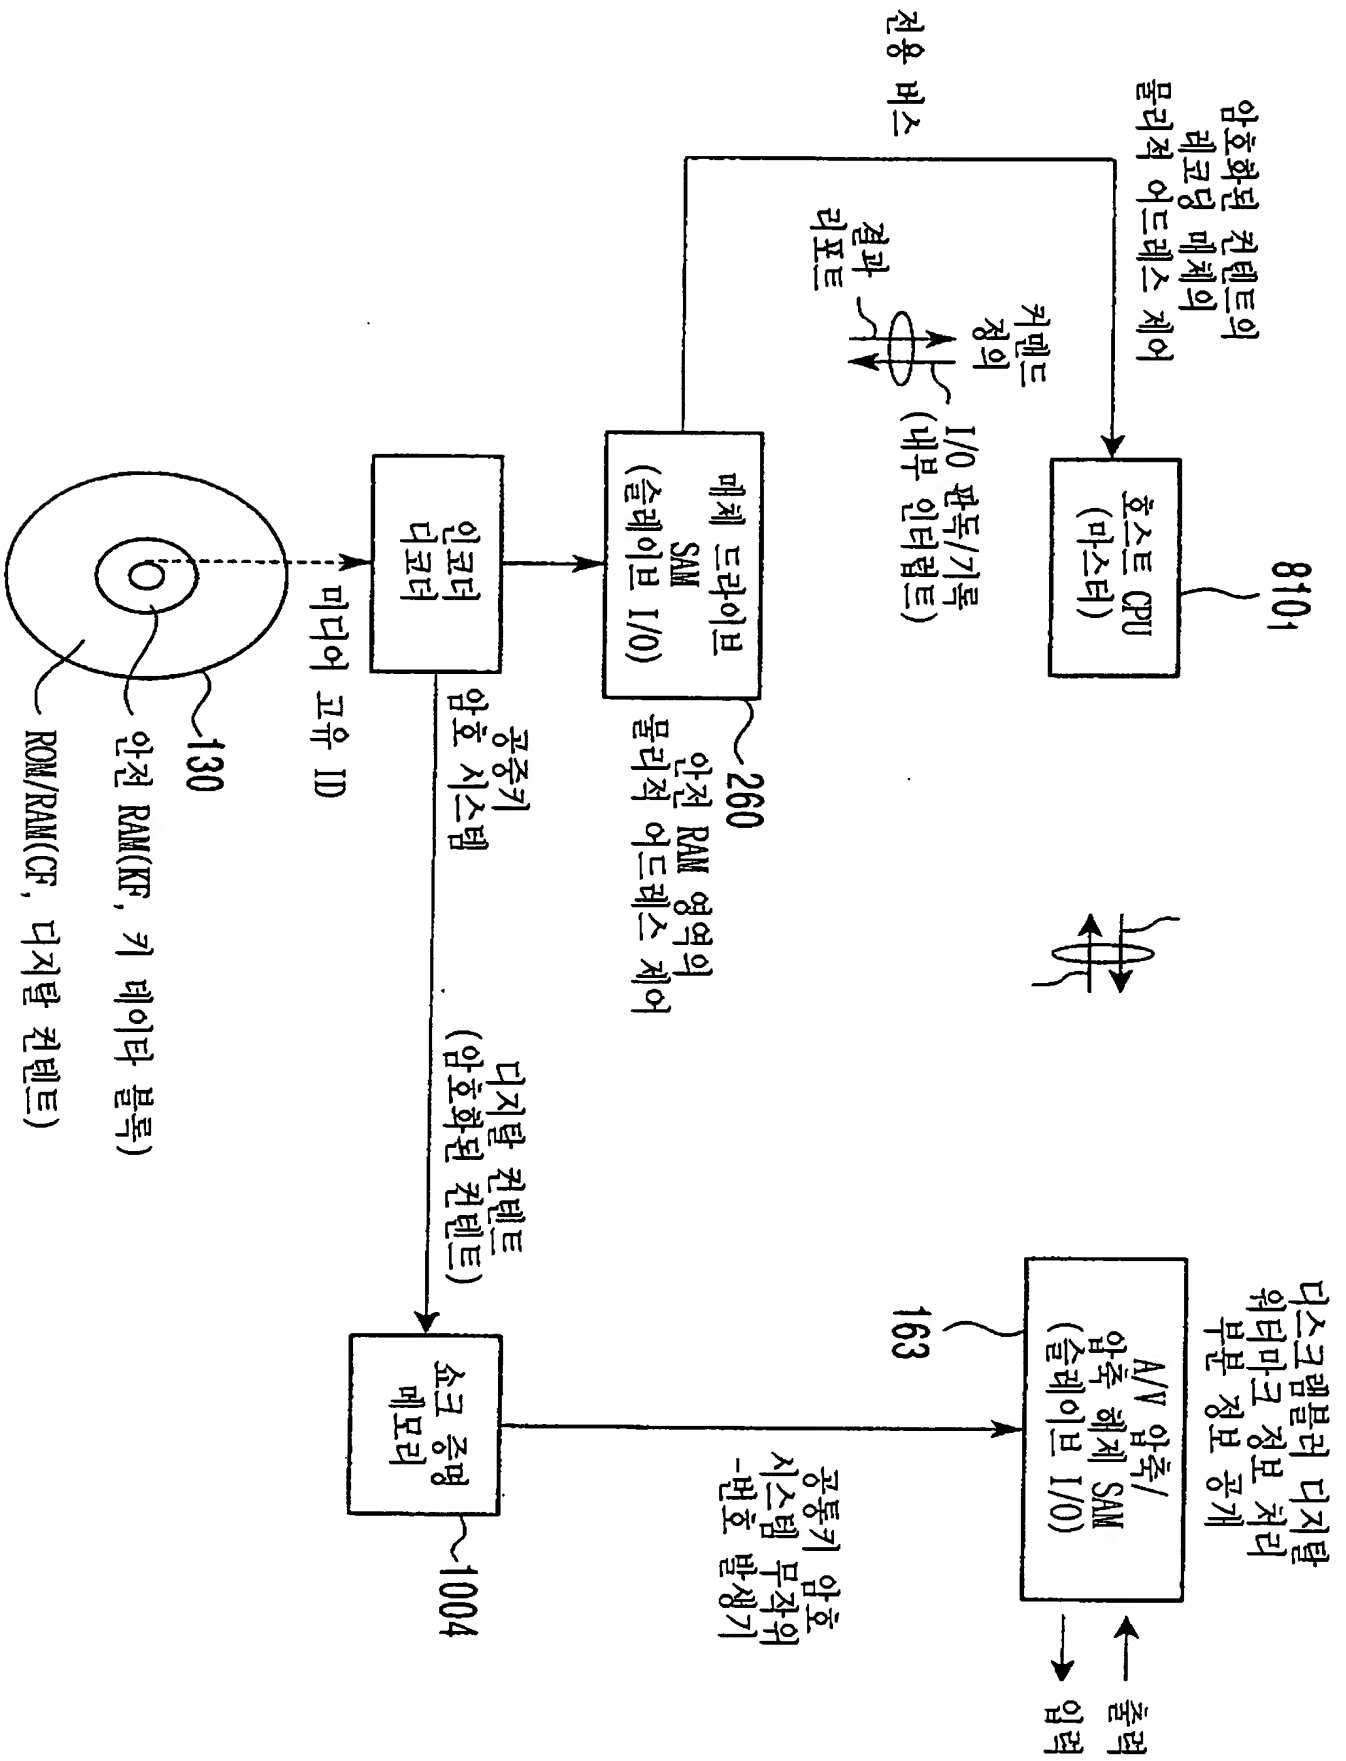 암호화된 컨텐트의
레코딩 매체의
물리적 어드레스 제어
810₁
호스트 CPU
(마스터)
디스크램블러 디지탈
워터마크 정보 처리
부분 정보 공개
A/V 압축/
압축 해제 SAM
(슬레이브 I/O)
출력
입력
163
커맨드
정의
I/O 판독/기록
(내부 인터럽트)
결과
리포트
전용 버스
매체 드라이브
SAM
(슬레이브 I/O)
260
안전 RAM 영역의
물리적 어드레스 제어
공통키 암호
시스템 무작위
-번호 발생기
인코더
디코더
공중키
암호 시스템
디지탈 컨텐트
(암호화된 컨텐트)
쇼크 증명
메모리
1004
미디어 고유 ID
130
안전 RAM(KF, 키 데이타 블록)
ROM/RAM(CF, 디지탈 컨텐트)